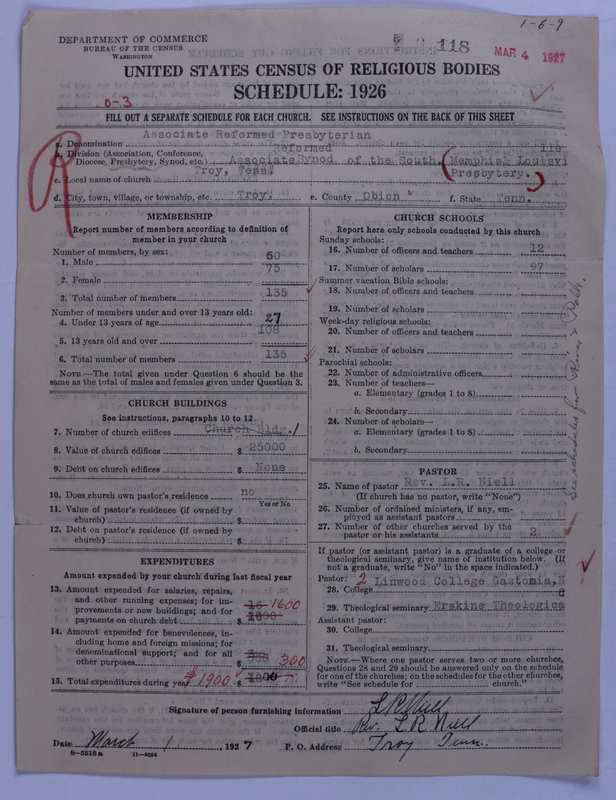 1-6-9
DEPARTMENT OF COMMERCE
BUREAU OF THE CENSUS
WASHINGTON
118
MAR 4 1927
UNITED STATES CENSUS OF RELIGIOUS BODIES
SCHEDULE: 1926
0-3
FILL OUT A SEPARATE SCHEDULE FOR EACH CHURCH. SEE INSTRUCTIONS ON THE BACK OF THIS SHEET
a. Denomination Associate Reformed Presbyterian
b. Division (Association, Conference, Diocese, Presbytery, Synod, etc.) Associate Reformed Synod of the South. (Memphis & Louisville Presbytery.)
c. Local name of church Troy, Tenn.
d. City, town, village, or township, etc. Troy, e. County Obion f. State Tenn.
MEMBERSHIP
Report number of members according to definition of
member in your church
Number of members, by sex:
1. Male 60
2. Female 75
3. Total number of members 135
Number of members under and over 13 years old:
4. Under 13 years of age 27
5. 13 years old and over 108
6. Total number of members 135
NOTE.—The total given under Question 6 should be
same as the total of males and females given under Question 3.
CHURCH BUILDINGS
See instructions, paragraphs 10 to 12
7. Number of church edifices Church Bldg. 1
8. Value of church edifices $ 25000
9. Debt on church edifices $ None
10. Does church own pastor's residence no
Yes or No
11. Value of pastor's residence (if owned by
church) $
12. Debt on pastor's residence (if owned by
church) $
EXPENDITURES
Amount expended by your church during last fiscal year
13. Amount expended for salaries, repairs,
and other running expenses; for im-
provements or new buildings; and for
payments on church debt $ 1600
14. Amount expended for benevolences, in-
cluding home and foreign missions; for
denominational support; and for all
other purposes $ 300
15. Total expenditures during year $1900 $ 1800
CHURCH SCHOOLS
Report here only schools conducted by this church
Sunday schools:
16. Number of officers and teachers 12
17. Number of scholars 97
Summer vacation Bible schools:
18. Number of officers and teachers
19. Number of scholars
Week-day religious schools:
20. Number of officers and teachers
21. Number of scholars
Parochial schools:
22. Number of administrative officers
23. Number of teachers—
a. Elementary (grades 1 to 8)
b. Secondary
24. Number of scholars—
a. Elementary (grades 1 to 8)
b. Secondary
See schedules for
PASTOR
25. Name of pastor Rev. L.R. Niell
(If church has no pastor, write "None")
26. Number of ordained ministers, if any, em-
ployed as assistant pastors
27. Number of other churches served by the
pastor or his assistants 2
If pastor (or assistant pastor) is a graduate of a college or
theological seminary, give name of institution below. (If
not a graduate, write "No" in the space indicated.)
Pastor: 2
28. College Linwood College Gastonia,
29. Theological seminary Erskine Theologica
Assistant pastor:
30. College
31. Theological seminary
NOTE.—Where one pastor serves two or more churches,
Questions 28 and 29 should be answered only on the schedule
for one of the churches; on the schedules for the other churches,
write "See schedule for church."
Signature of person furnishing information L.R. Niell
Official title Rev. L R Niell
Date March 1, 1927 P. O. Address Troy Tenn.
8-5518a 11-9034